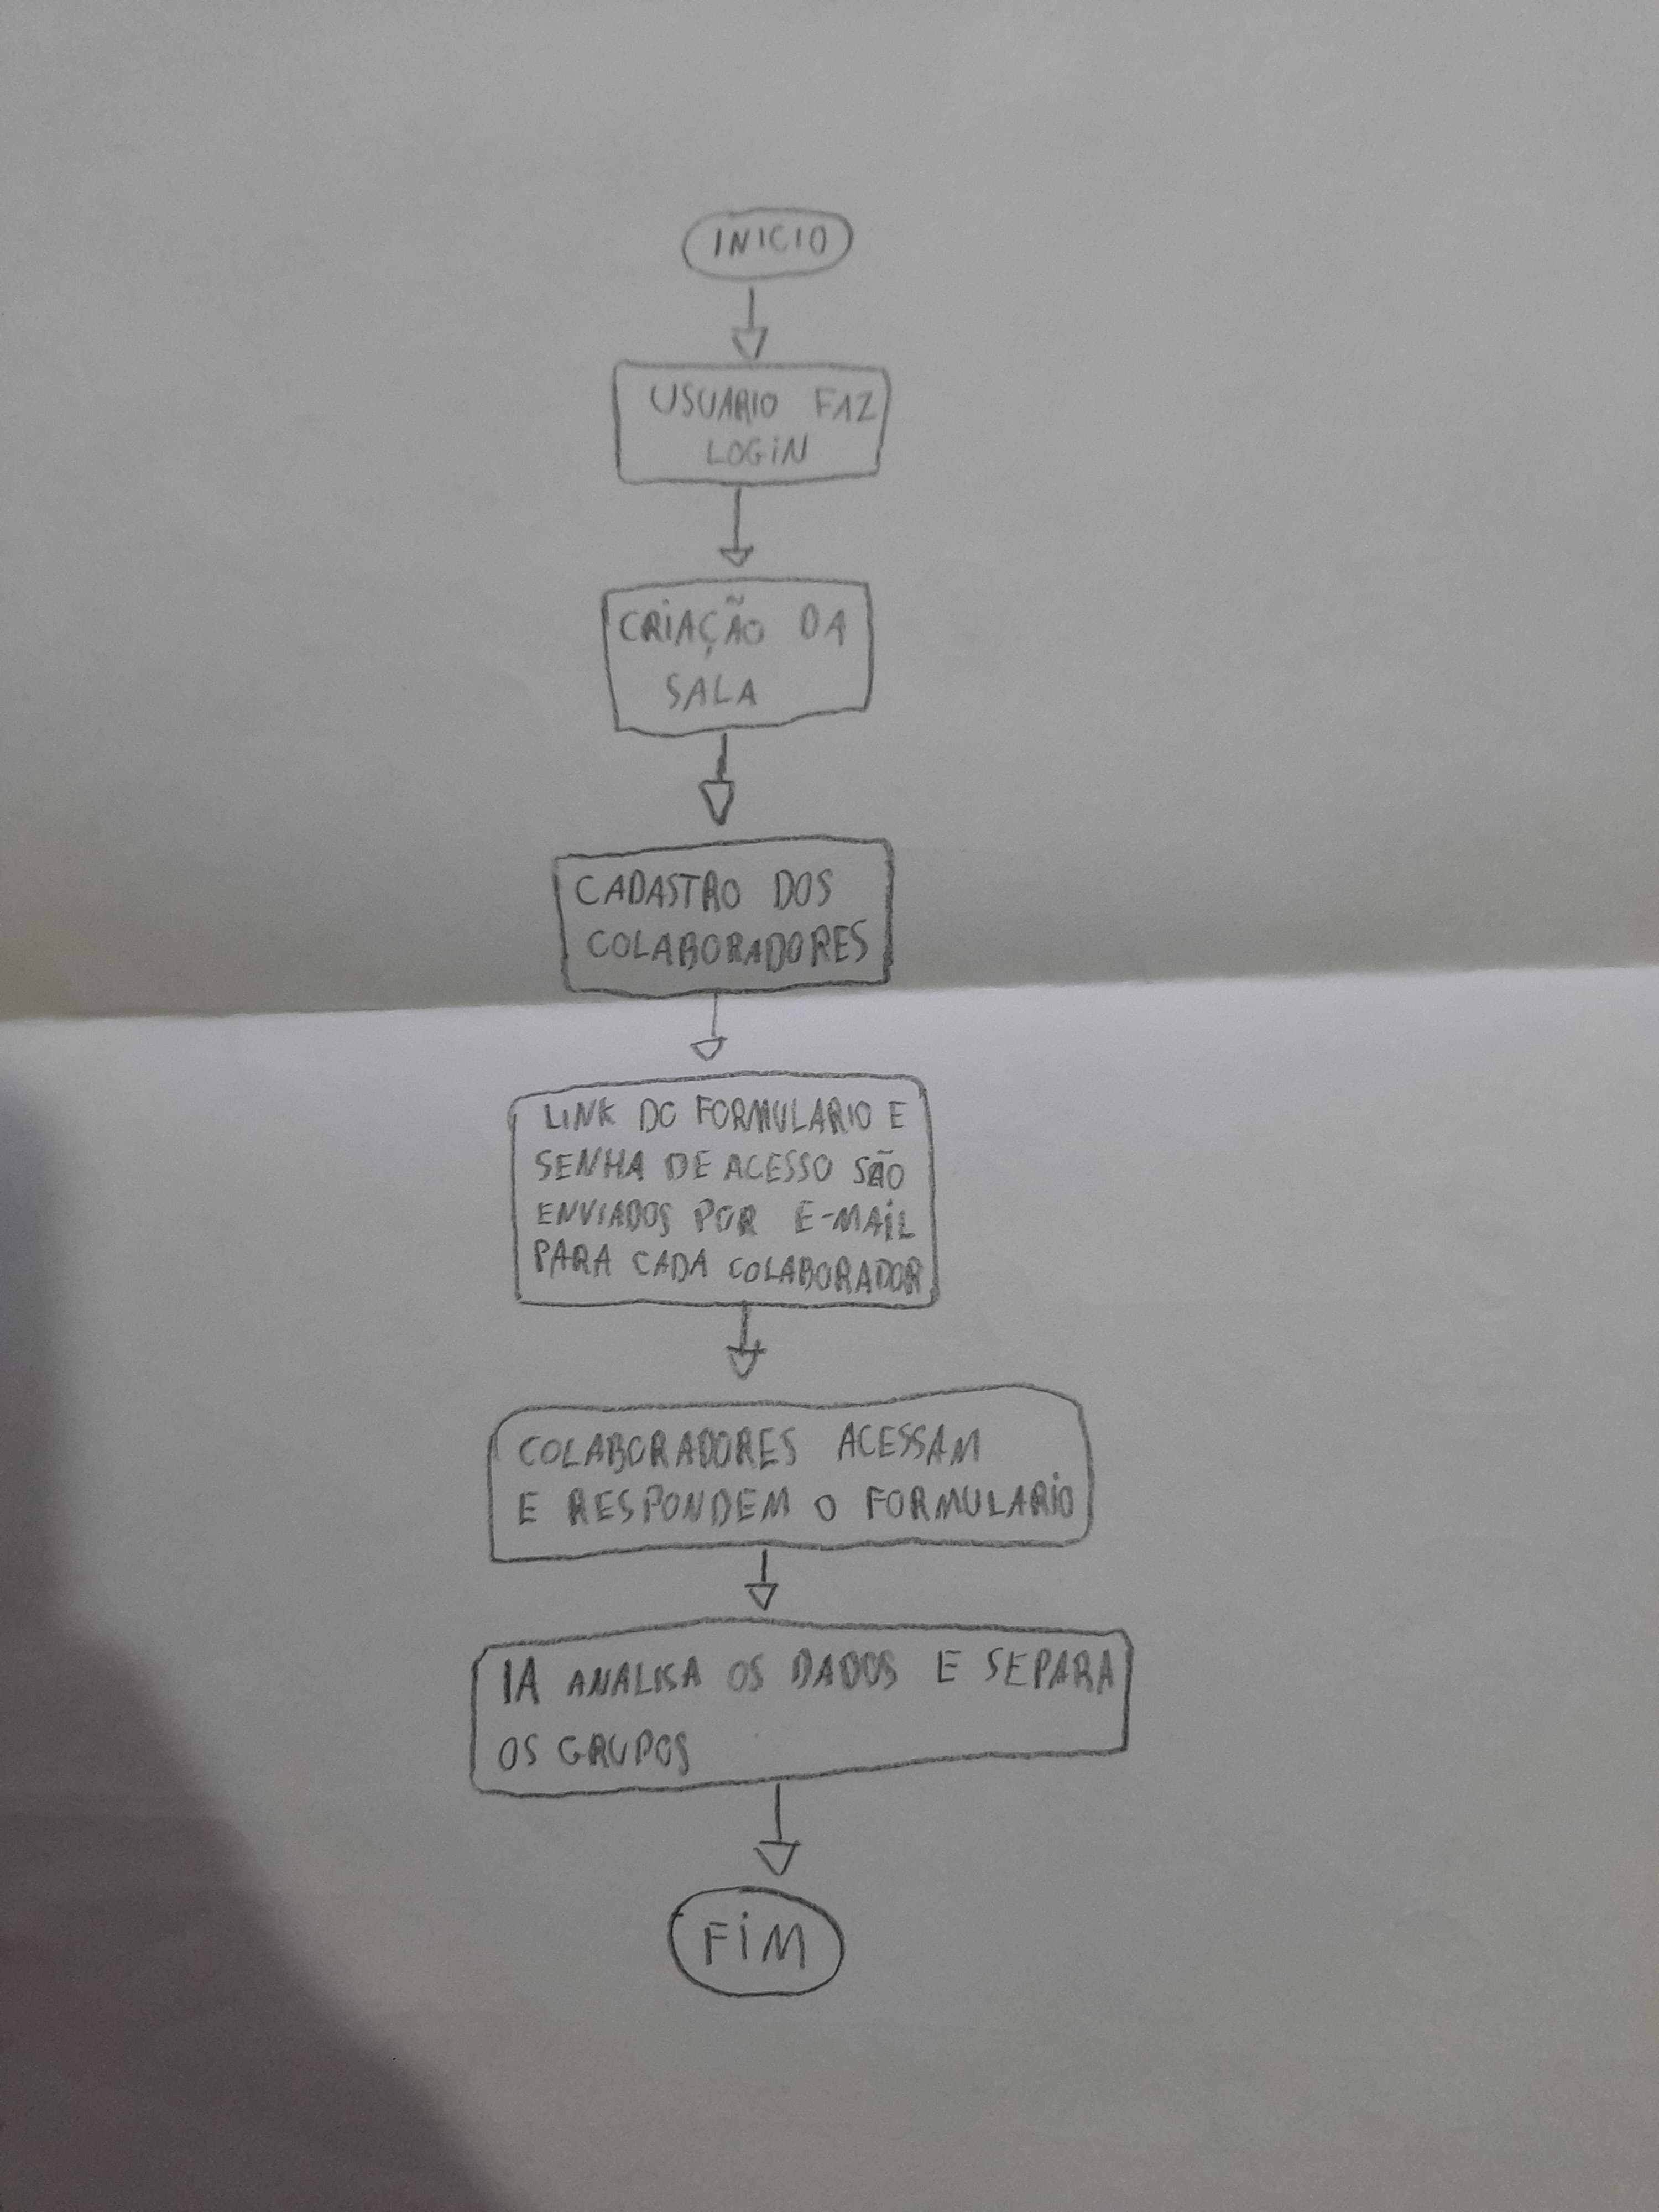 INICIO
USUARIO FAZ
LOGIN
CRIAÇÃO DA
SALA
CADASTRO DOS
COLABORADORES
LINK DO FORMULARIO E
SENHA DE ACESSO SÃO
ENVIADOS POR E-MAIL
PARA CADA COLABORADOR
COLABORADORES ACESSAM
E RESPONDEM O FORMULARIO
IA ANALISA OS DADOS E SEPARA
OS GRUPOS
FIM